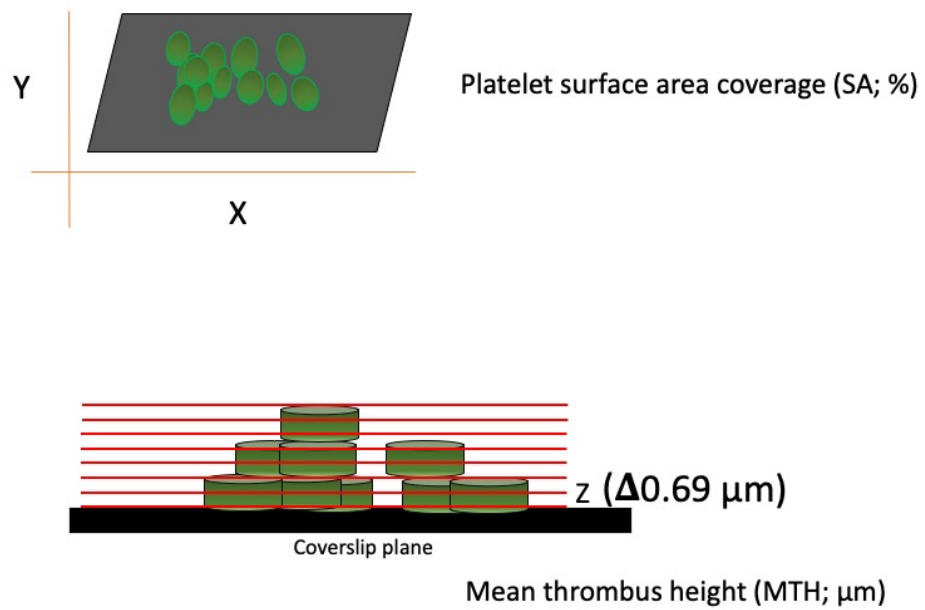 Y
Platelet surface area coverage (SA; %)
X
z (Δ0.69 μm)
Coverslip plane
Mean thrombus height (MTH; μm)